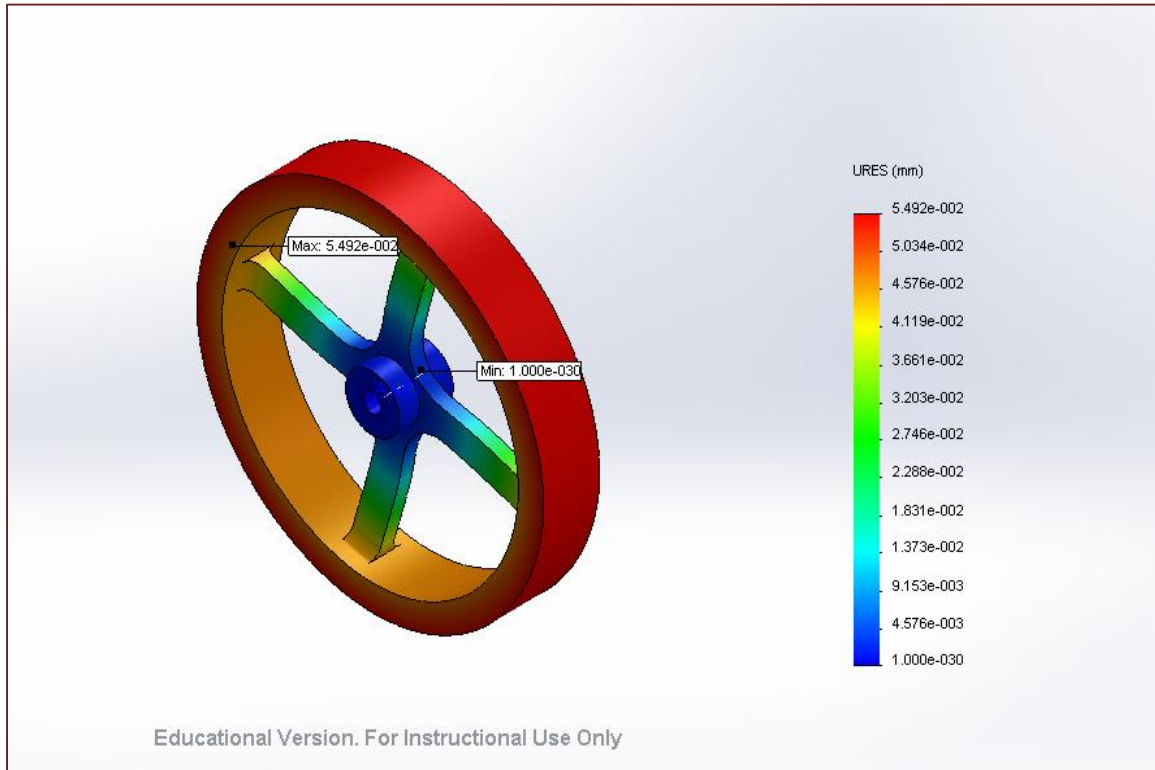 URES (mm)
5.492e-002
5.034e-002
4.576e-002
4.119e-002
3.661e-002
3.203e-002
2.746e-002
2.288e-002
1.831e-002
1.373e-002
9.153e-003
4.576e-003
1.000e-030
Max: 5.492e-002
Min: 1.000e-030
Educational Version. For Instructional Use Only